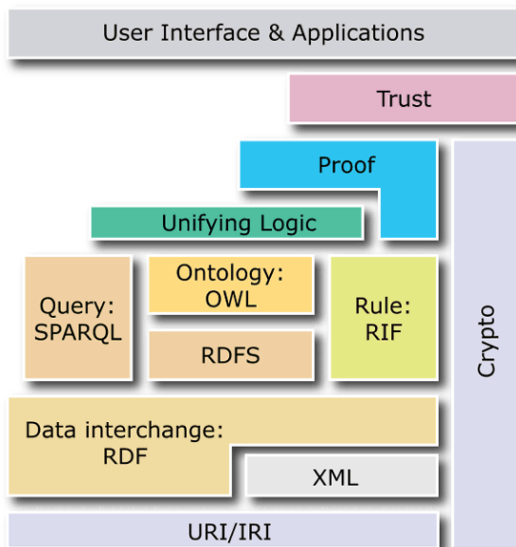 User Interface & Applications
Trust
Proof
Unifying Logic
Query:
SPARQL
Ontology:
OWL
RDFS
Rule:
RIF
Crypto
Data interchange:
RDF
XML
URI/IRI